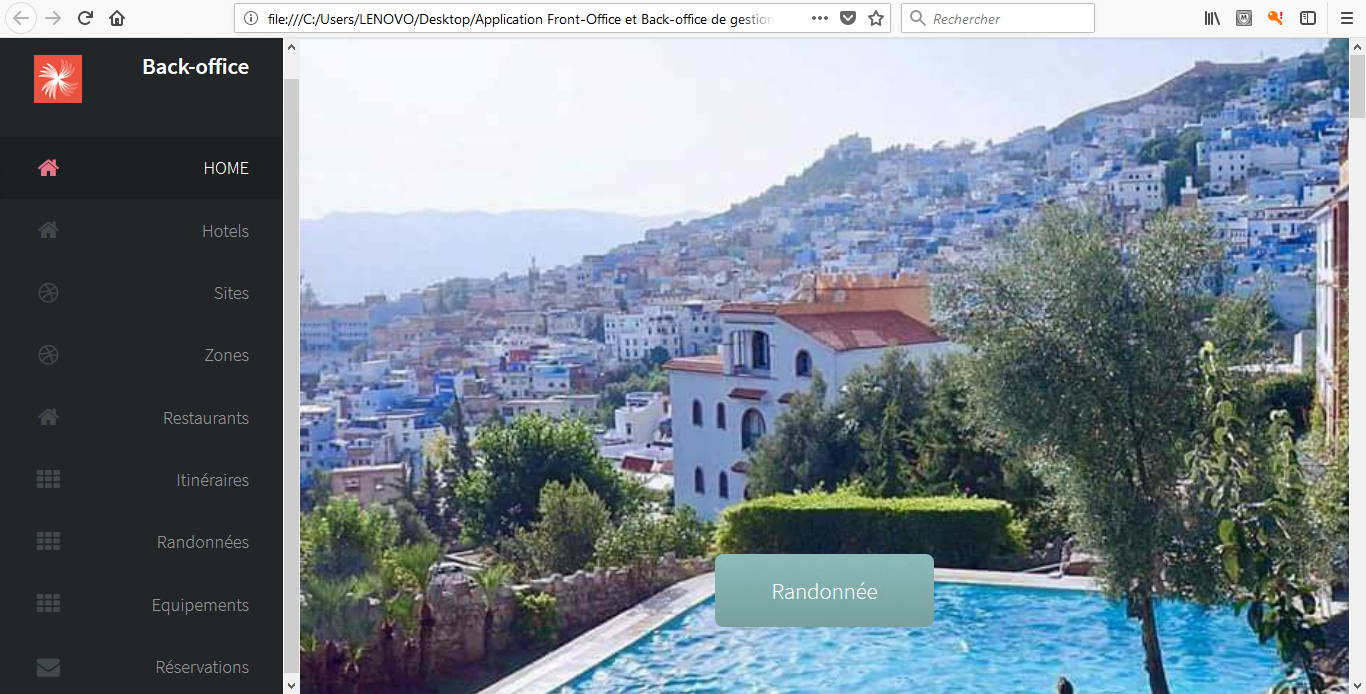 file:///C:/Users/LENOVO/Desktop/Application Front-Office et Back-office de gestion
Rechercher
Back-office
HOME
Hotels
Sites
Zones
Restaurants
Itinéraires
Randonnées
Equipements
Réservations
Randonnée